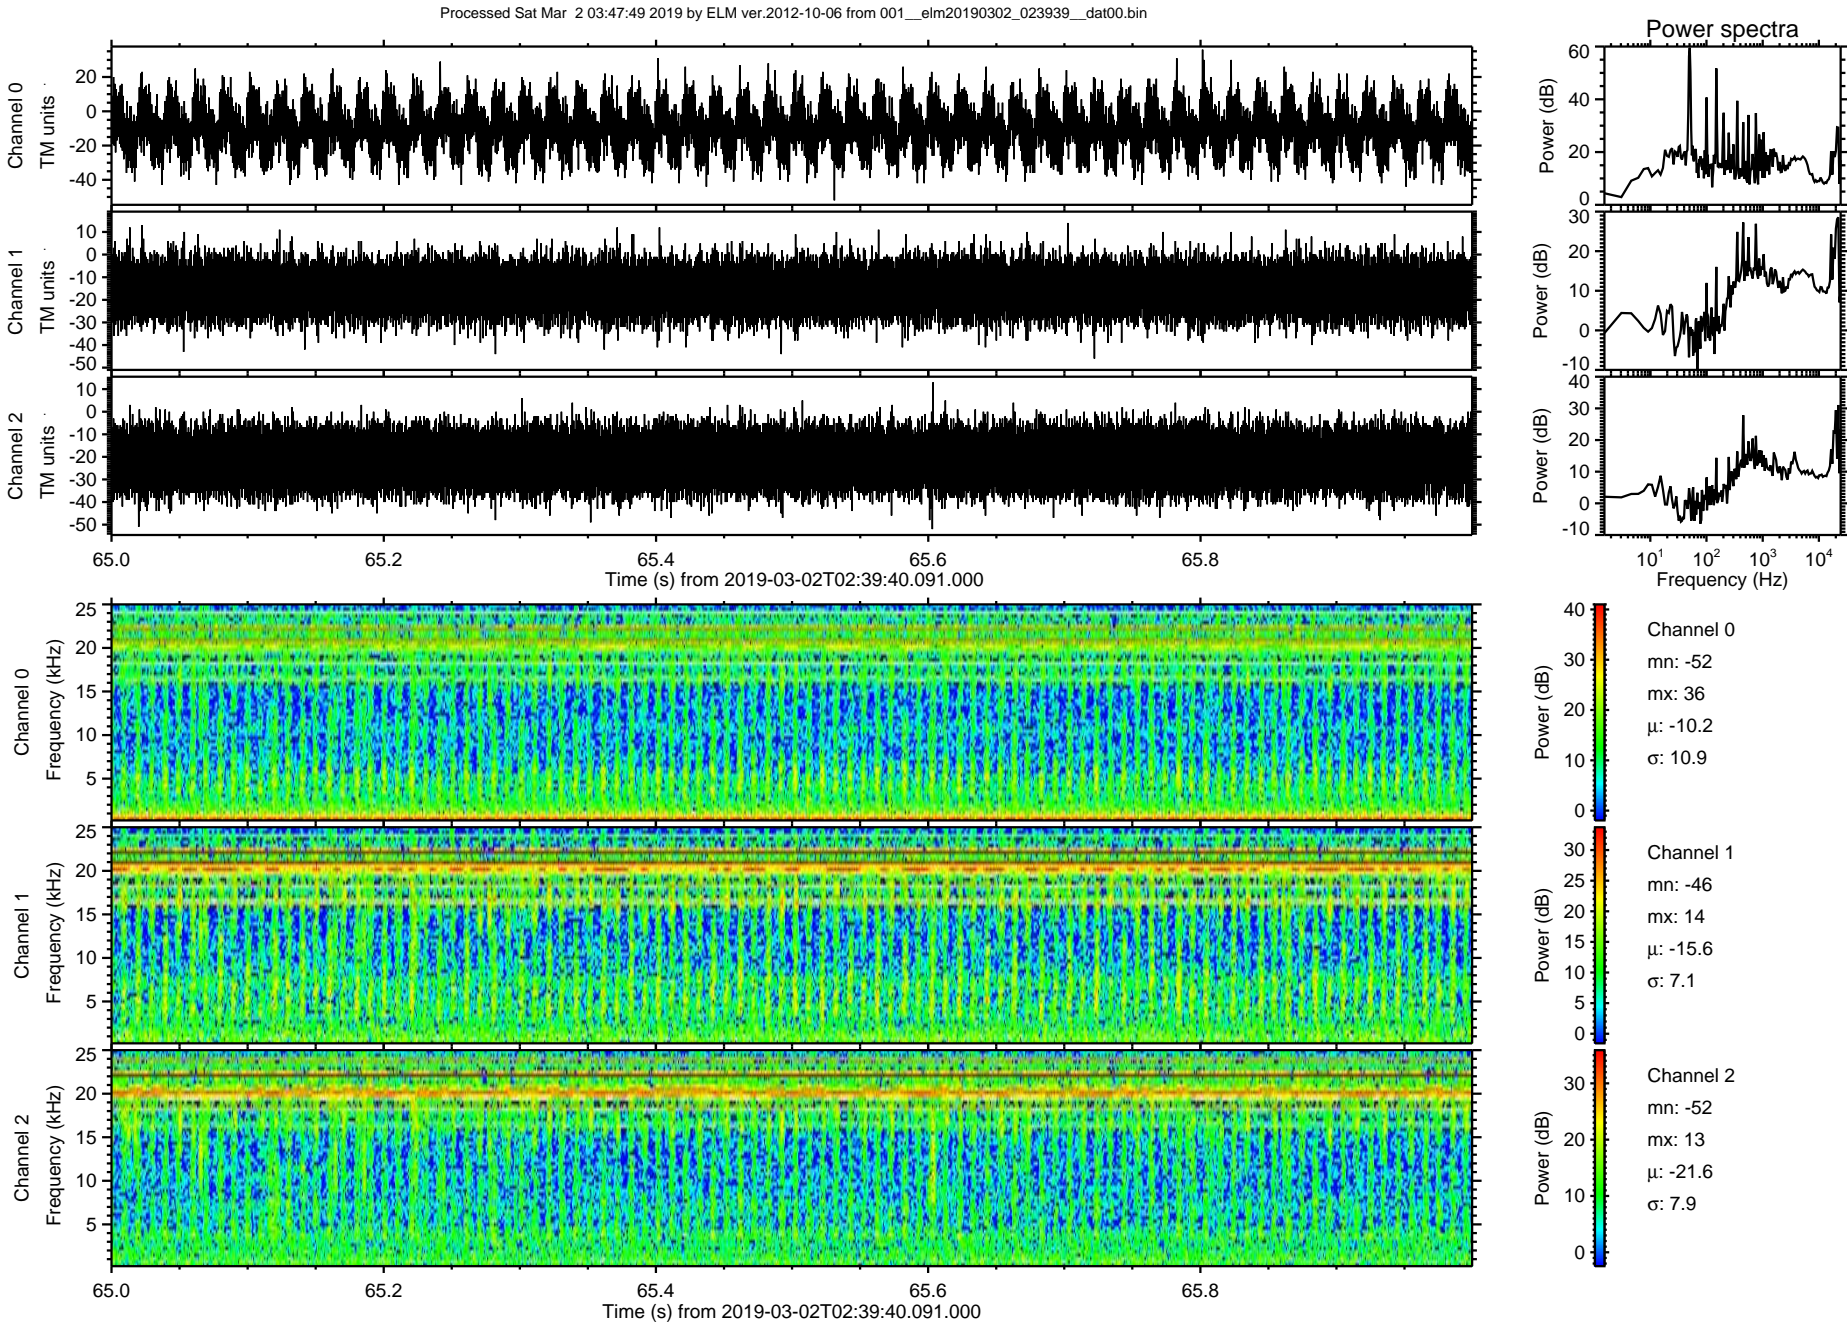 Processed Sat Mar  2 03:47:49 2019 by ELM ver.2012-10-06 from 001__elm20190302_023939__dat00.bin
Power spectra
Channel 0
TM units
20
0
-20
-40
Power (dB)
60
40
20
0
Channel 1
TM units
10
0
-10
-20
-30
-40
-50
Power (dB)
30
20
10
0
-10
Channel 2
TM units
10
0
-10
-20
-30
-40
-50
Power (dB)
40
30
20
10
0
-10
65.0 65.2 65.4 65.6 65.8
Time (s) from 2019-03-02T02:39:40.091.000
10^1 10^2 10^3 10^4
Frequency (Hz)
Channel 0
Frequency (kHz)
25
20
15
10
5
Power (dB)
40
30
20
10
0
Channel 0
mn: -52
mx: 36
μ: -10.2
σ: 10.9
Channel 1
Frequency (kHz)
25
20
15
10
5
Power (dB)
30
25
20
15
10
5
0
Channel 1
mn: -46
mx: 14
μ: -15.6
σ: 7.1
Channel 2
Frequency (kHz)
25
20
15
10
5
Power (dB)
30
20
10
0
Channel 2
mn: -52
mx: 13
μ: -21.6
σ: 7.9
65.0 65.2 65.4 65.6 65.8
Time (s) from 2019-03-02T02:39:40.091.000